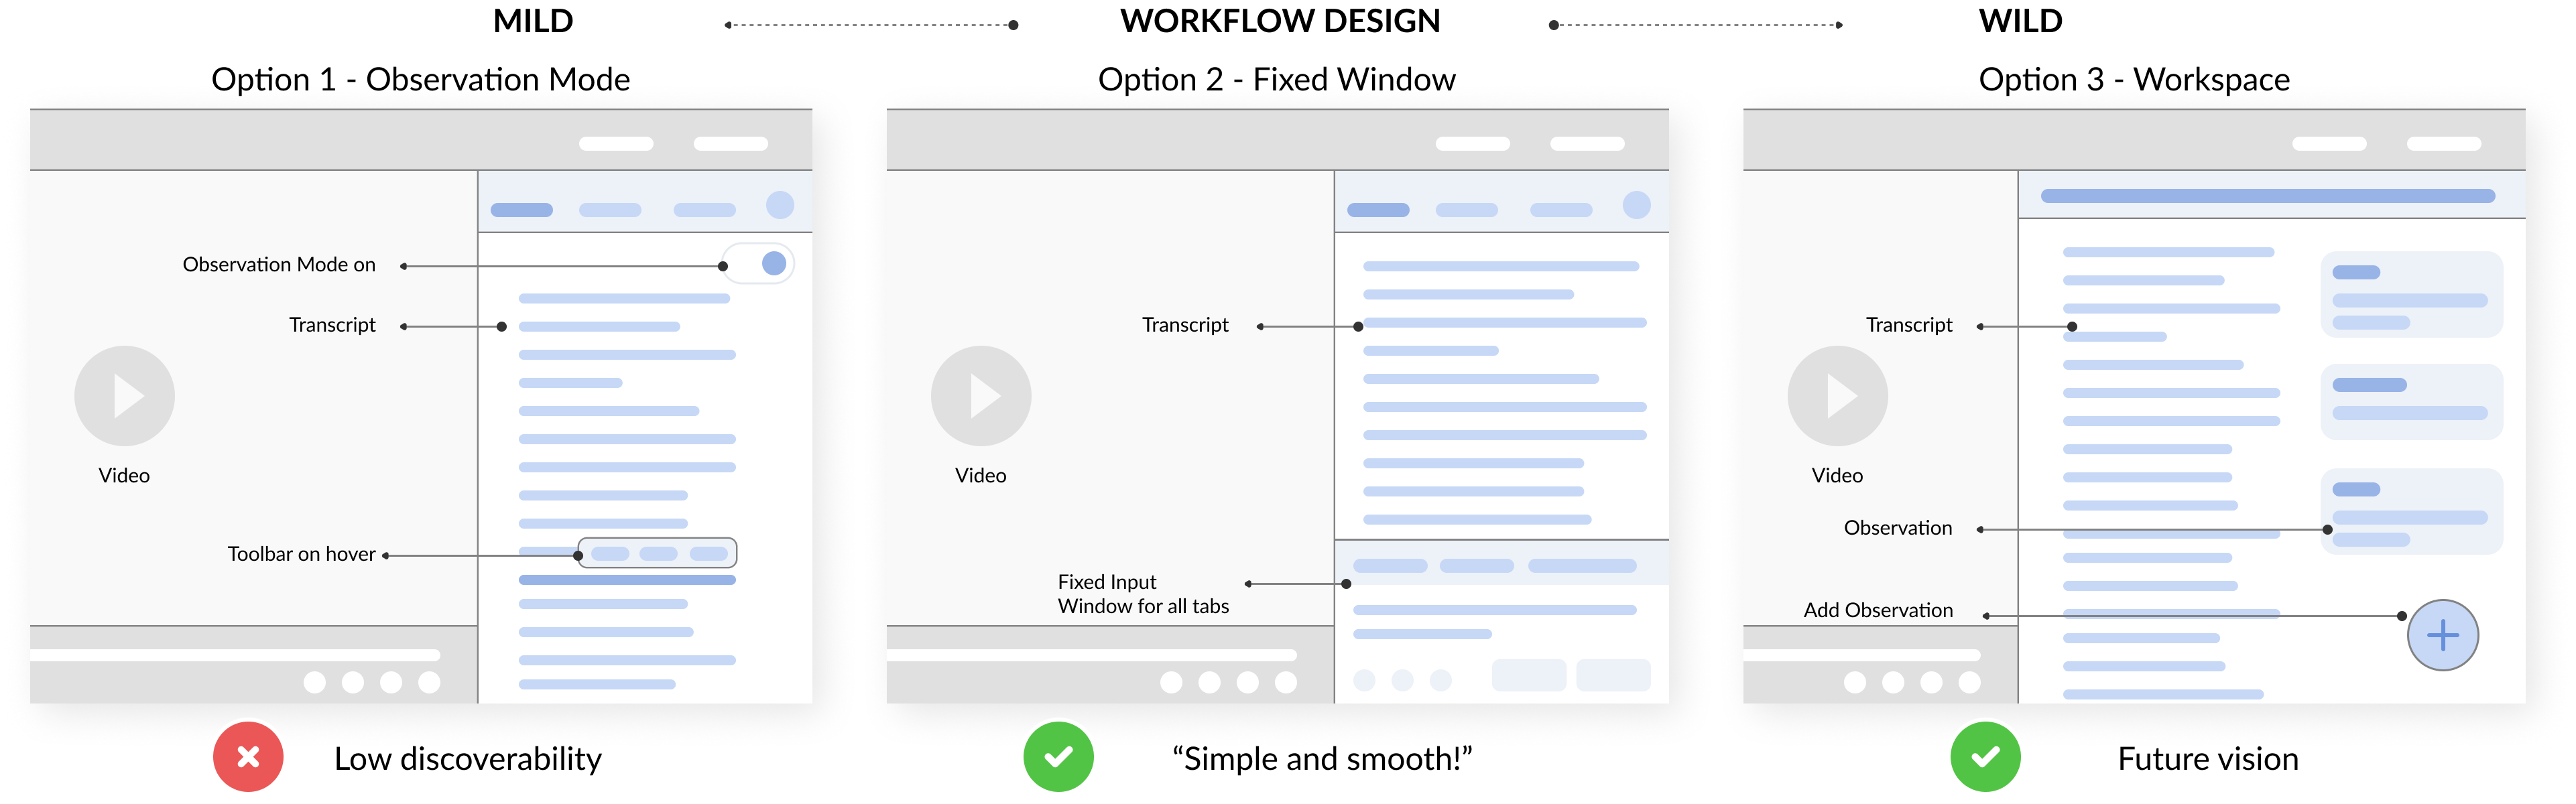 MILD
WORKFLOW DESIGN
WILD
Option 1 - Observation Mode
Option 2 - Fixed Window
Option 3 - Workspace
Observation Mode on
Transcript
Video
Toolbar on hover
Transcript
Video
Fixed Input
Window for all tabs
Transcript
Video
Observation
Add Observation
Low discoverability
“Simple and smooth!”
Future vision